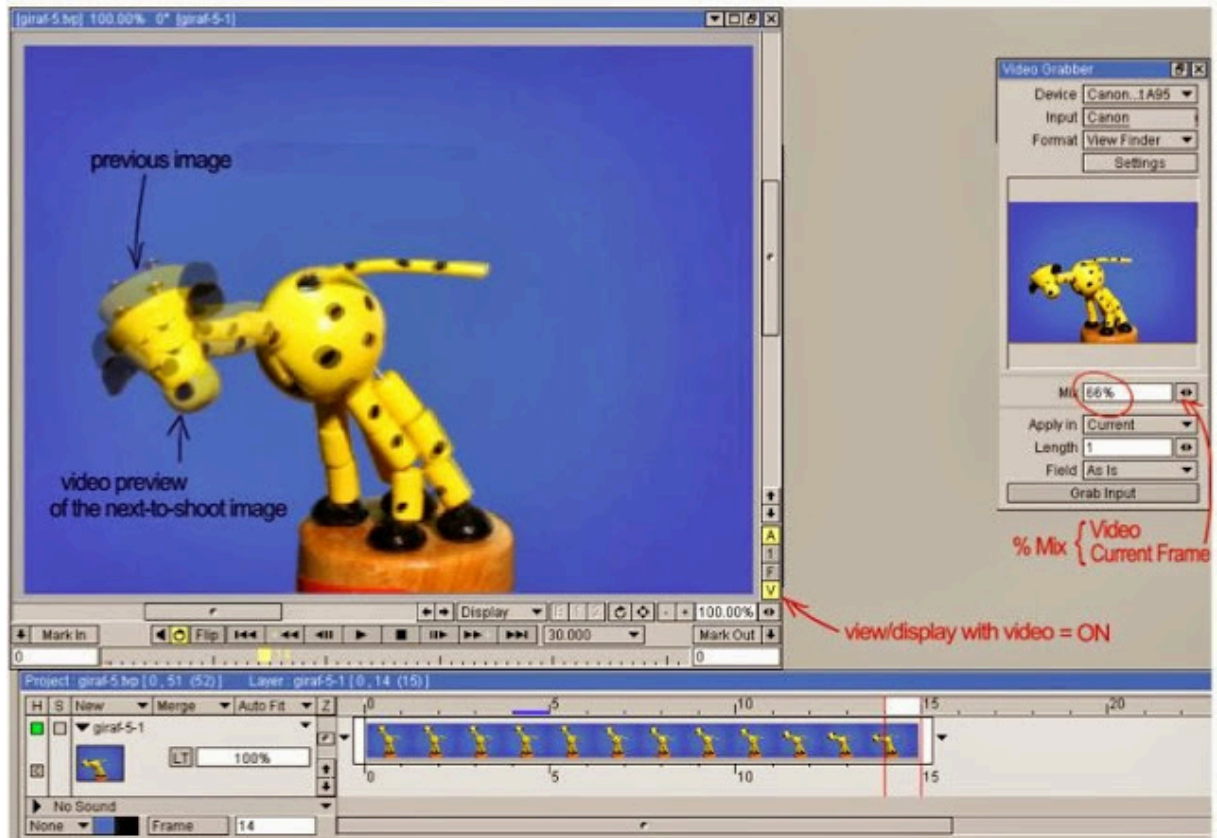 [giraf-5.tvp] 100.00% 0° [giraf-5-1]
previous image
video preview
of the next-to-shoot image
A
1
F
V
Display
100.00%
Mark In
Flip
30.000
Mark Out
0
14
0
Video Grabber
Device Canon...t A95
Input Canon
Format View Finder
Settings
Mix 66%
Apply in Current
Length 1
Field As Is
Grab Input
% Mix { Video
Current Frame
view/display with video = ON
Project : giraf-5.tvp [ 0 , 51 (52) ] Layer : giraf-5-1 [ 0 , 14 (15) ]
H S New Merge Auto Fit Z
0 5 10 15 20
giraf-5-1
LT 100%
0 5 10 15
No Sound
None Frame 14